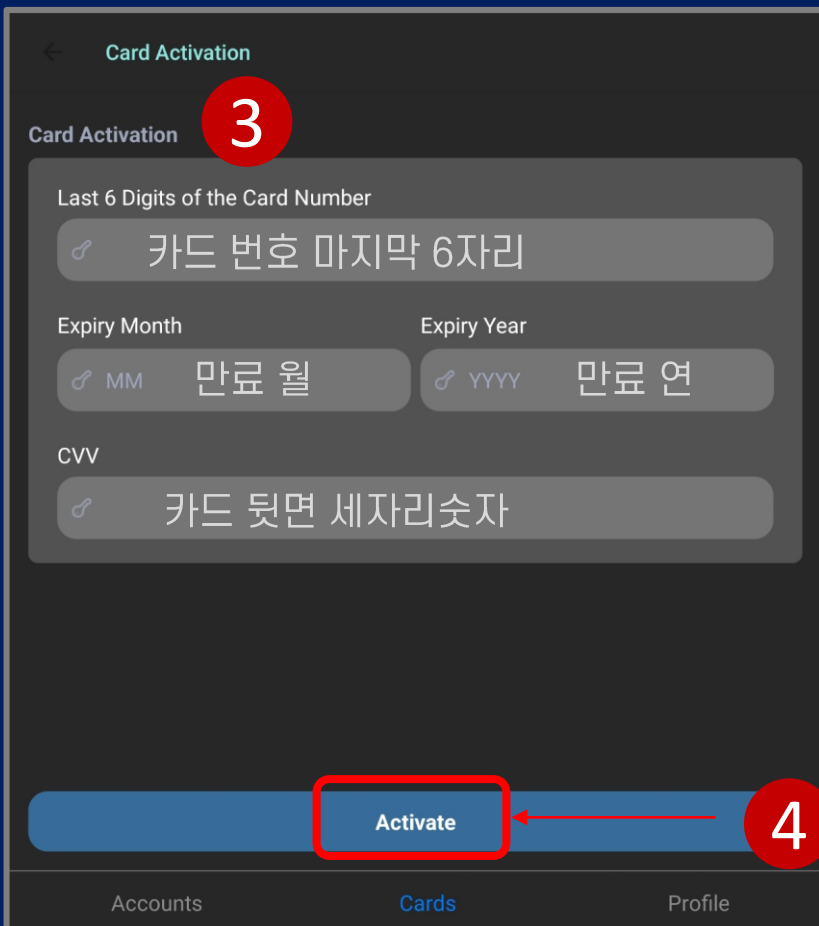 Card Activation
3
Card Activation
Last 6 Digits of the Card Number
카드 번호 마지막 6자리
Expiry Month Expiry Year
MM 만료 월 YYYY 만료 연
CVV
카드 뒷면 세자리숫자
Activate
4
Accounts Cards Profile